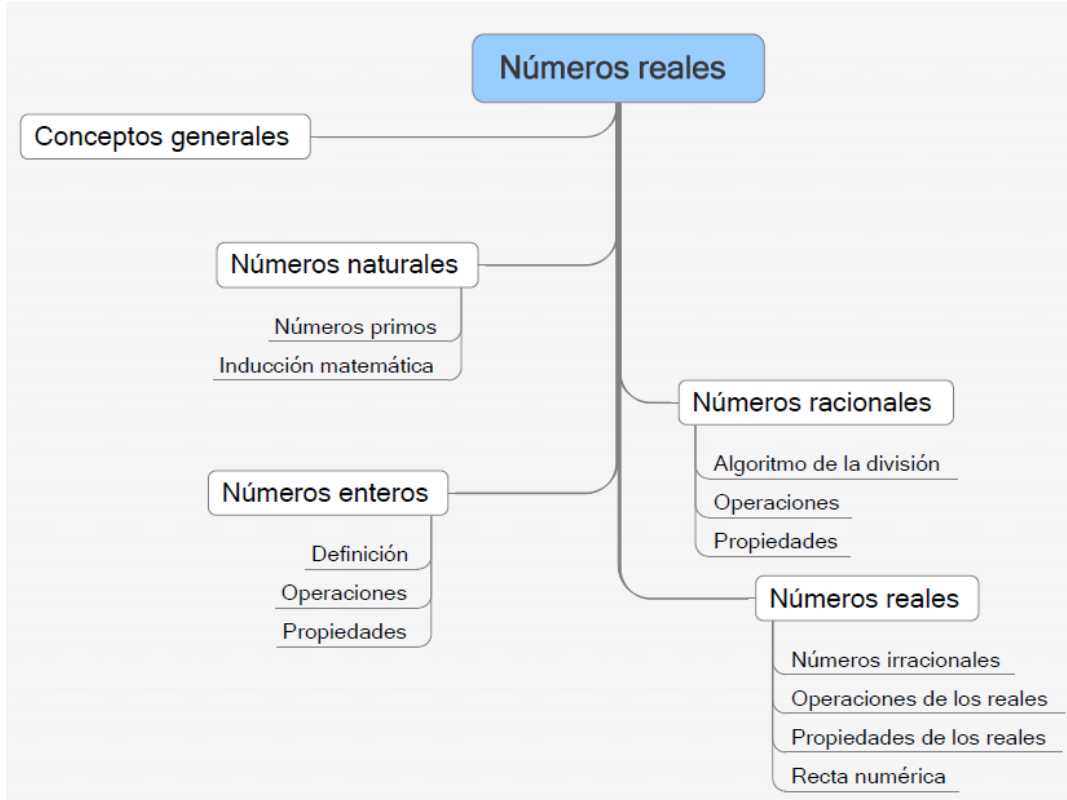 Números reales
Conceptos generales
Números naturales
Números primos
Inducción matemática
Números enteros
Definición
Operaciones
Propiedades
Números racionales
Algoritmo de la división
Operaciones
Propiedades
Números reales
Números irracionales
Operaciones de los reales
Propiedades de los reales
Recta numérica